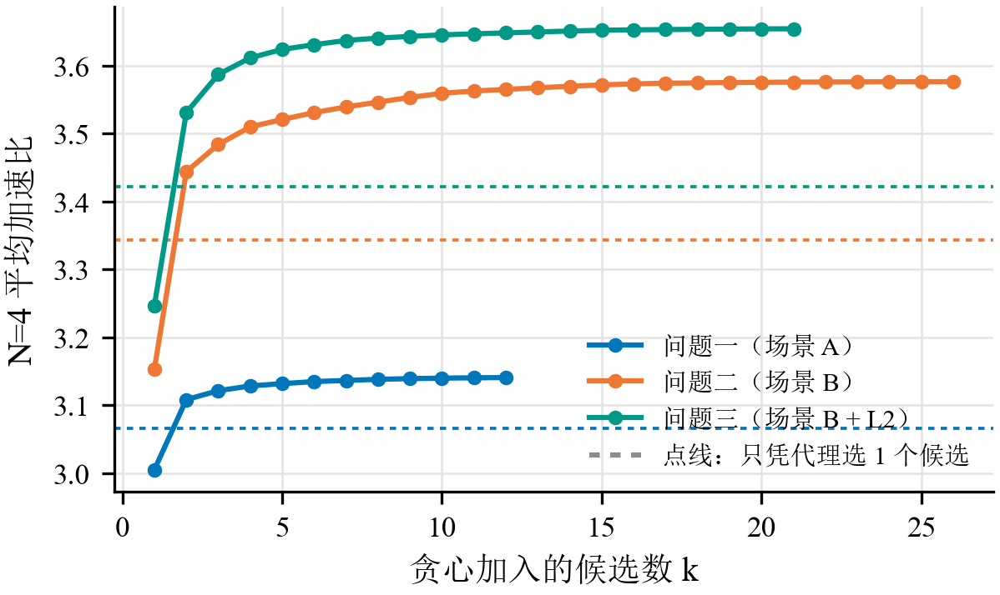 N=4 平均加速比
3.6
3.5
3.4
3.3
3.2
3.1
3.0
问题一（场景 A）
问题二（场景 B）
问题三（场景 B + L2）
点线：只凭代理选 1 个候选
0 5 10 15 20 25
贪心加入的候选数 k